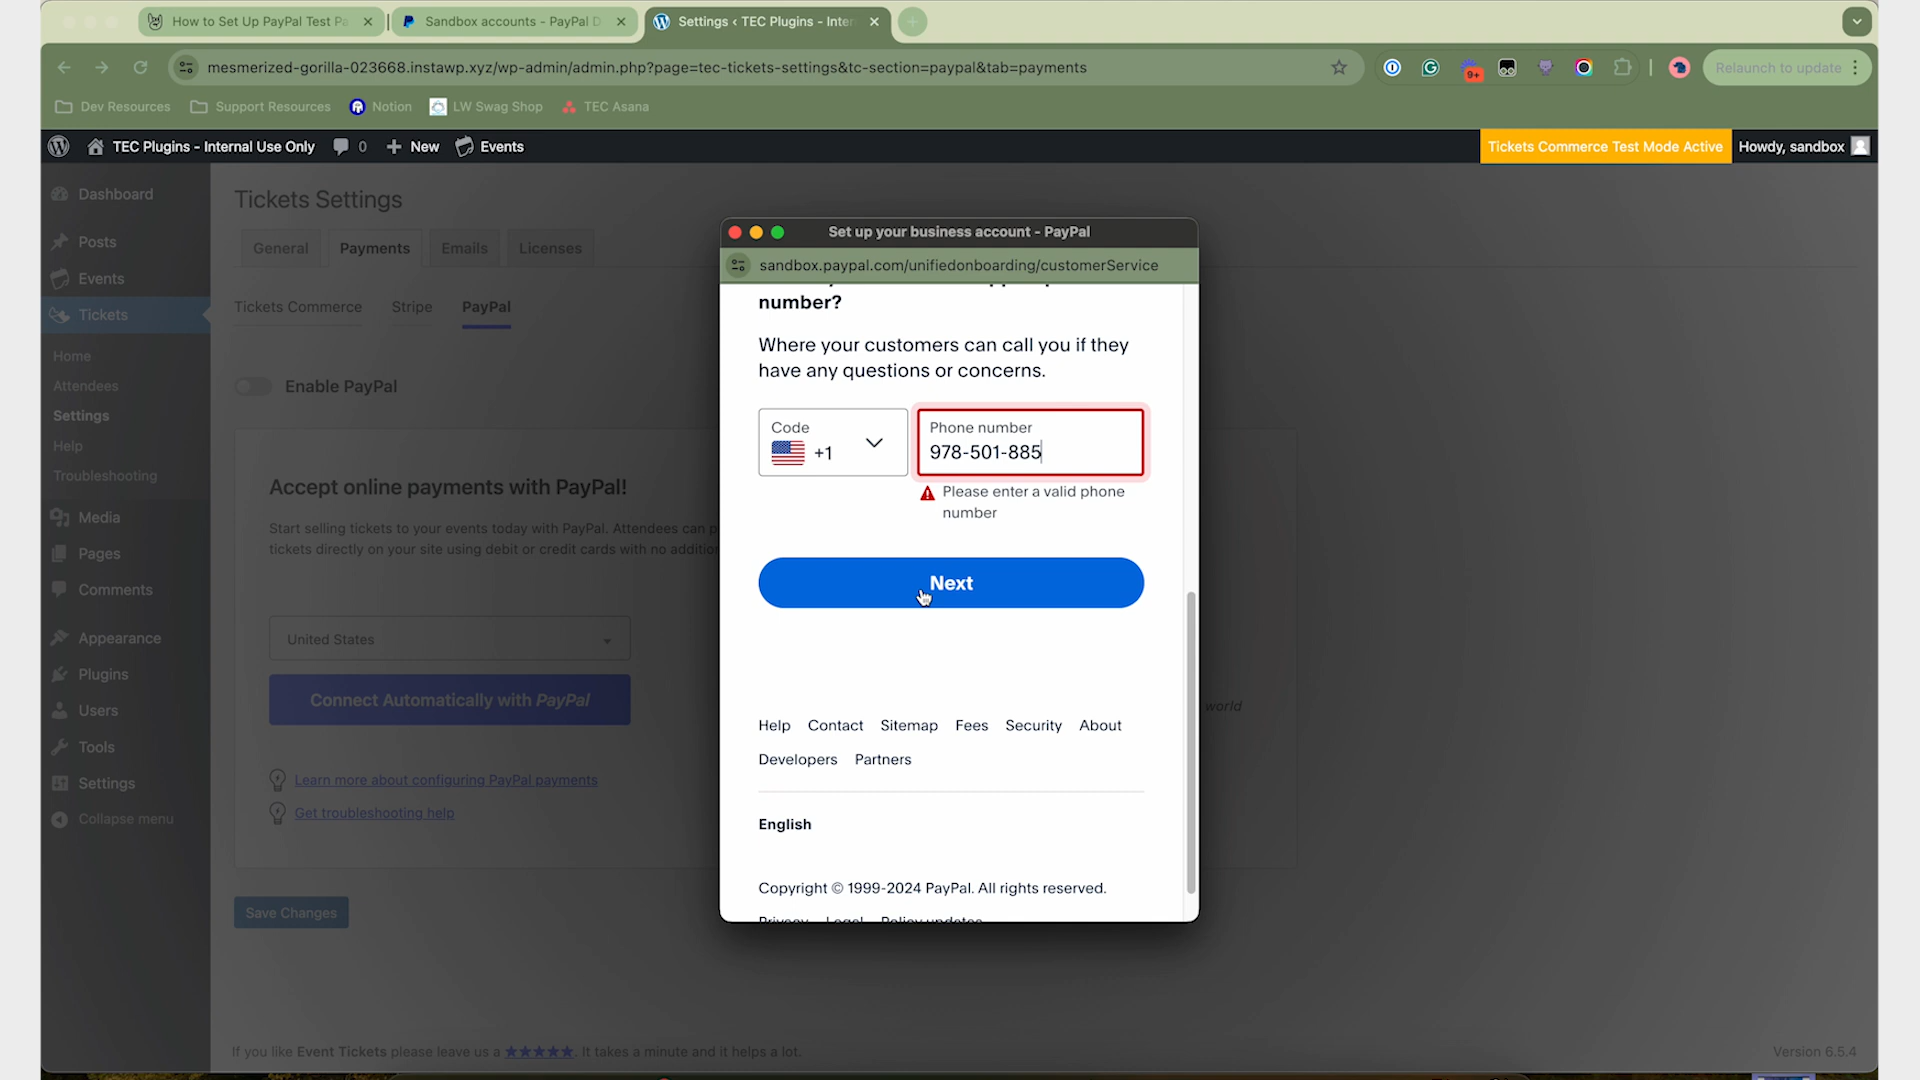 How to Set Up PayPal Test Pa
Sandbox accounts - PayPal D
Settings ‹ TEC Plugins - Inter
mesmerized-gorilla-023668.instawp.xyz/wp-admin/admin.php?page=tec-tickets-settings&tc-section=paypal&tab=payments
9+
Relaunch to update
Dev Resources
Support Resources
Notion
LW Swag Shop
TEC Asana
TEC Plugins - Internal Use Only
0
New
Events
Tickets Commerce Test Mode Active
Howdy, sandbox
Dashboard
Posts
Events
Tickets
Home
Attendees
Settings
Help
Troubleshooting
Media
Pages
Comments
Appearance
Plugins
Users
Tools
Settings
Collapse menu
Tickets Settings
General
Payments
Emails
Licenses
Tickets Commerce
Stripe
PayPal
Enable PayPal
Accept online payments with PayPal!
Start selling tickets to your events today with PayPal. Attendees can p
tickets directly on your site using debit or credit cards with no additio
United States
Connect Automatically with PayPal
world
Learn more about configuring PayPal payments
Get troubleshooting help
Save Changes
If you like Event Tickets please leave us a ★★★★★. It takes a minute and it helps a lot.
Version 6.5.4
Set up your business account - PayPal
sandbox.paypal.com/unifiedonboarding/customerService
number?
Where your customers can call you if they
have any questions or concerns.
Code
+1
Phone number
978-501-885
Please enter a valid phone
number
Next
Help
Contact
Sitemap
Fees
Security
About
Developers
Partners
English
Copyright © 1999-2024 PayPal. All rights reserved.
Privacy
Legal
Policy updates